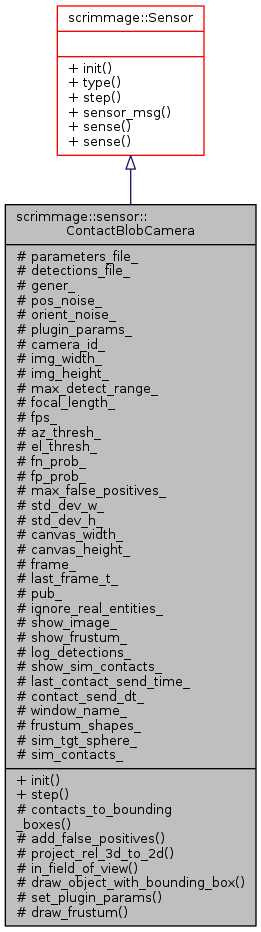 scrimmage::Sensor
+ init()
+ type()
+ step()
+ sensor_msg()
+ sense()
+ sense()
scrimmage::sensor::
ContactBlobCamera
# parameters_file_
# detections_file_
# gener_
# pos_noise_
# orient_noise_
# plugin_params_
# camera_id_
# img_width_
# img_height_
# max_detect_range_
# focal_length_
# fps_
# az_thresh_
# el_thresh_
# fn_prob_
# fp_prob_
# max_false_positives_
# std_dev_w_
# std_dev_h_
# canvas_width_
# canvas_height_
# frame_
# last_frame_t_
# pub_
# ignore_real_entities_
# show_image_
# show_frustum_
# log_detections_
# show_sim_contacts_
# last_contact_send_time_
# contact_send_dt_
# window_name_
# frustum_shapes_
# sim_tgt_sphere_
# sim_contacts_
+ init()
+ step()
# contacts_to_bounding
_boxes()
# add_false_positives()
# project_rel_3d_to_2d()
# in_field_of_view()
# draw_object_with_bounding_box()
# set_plugin_params()
# draw_frustum()